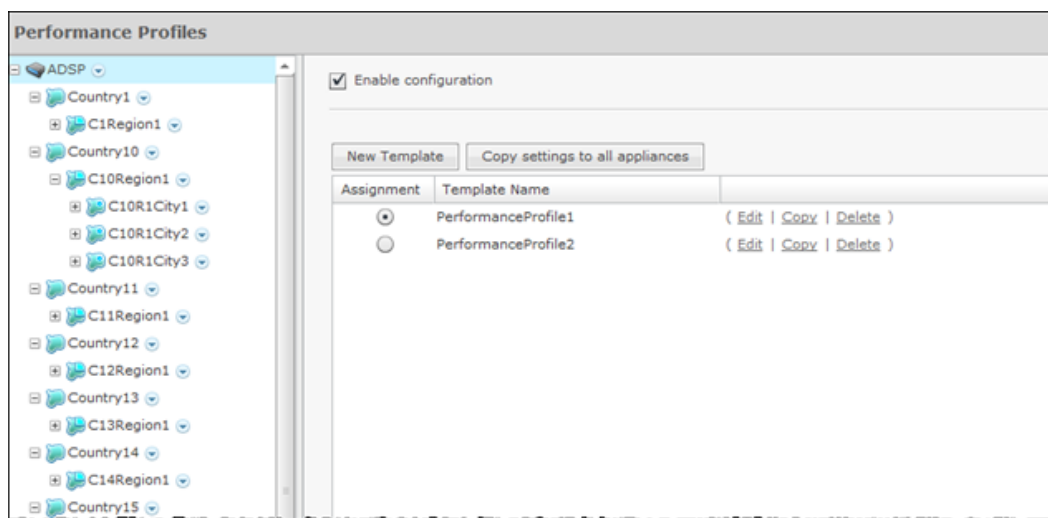 Performance Profiles
ADSP
Country1
C1Region1
Country10
C10Region1
C10R1City1
C10R1City2
C10R1City3
Country11
C11Region1
Country12
C12Region1
Country13
C13Region1
Country14
C14Region1
Country15
Enable configuration
New Template
Copy settings to all appliances
Assignment Template Name
PerformanceProfile1 ( Edit | Copy | Delete )
PerformanceProfile2 ( Edit | Copy | Delete )